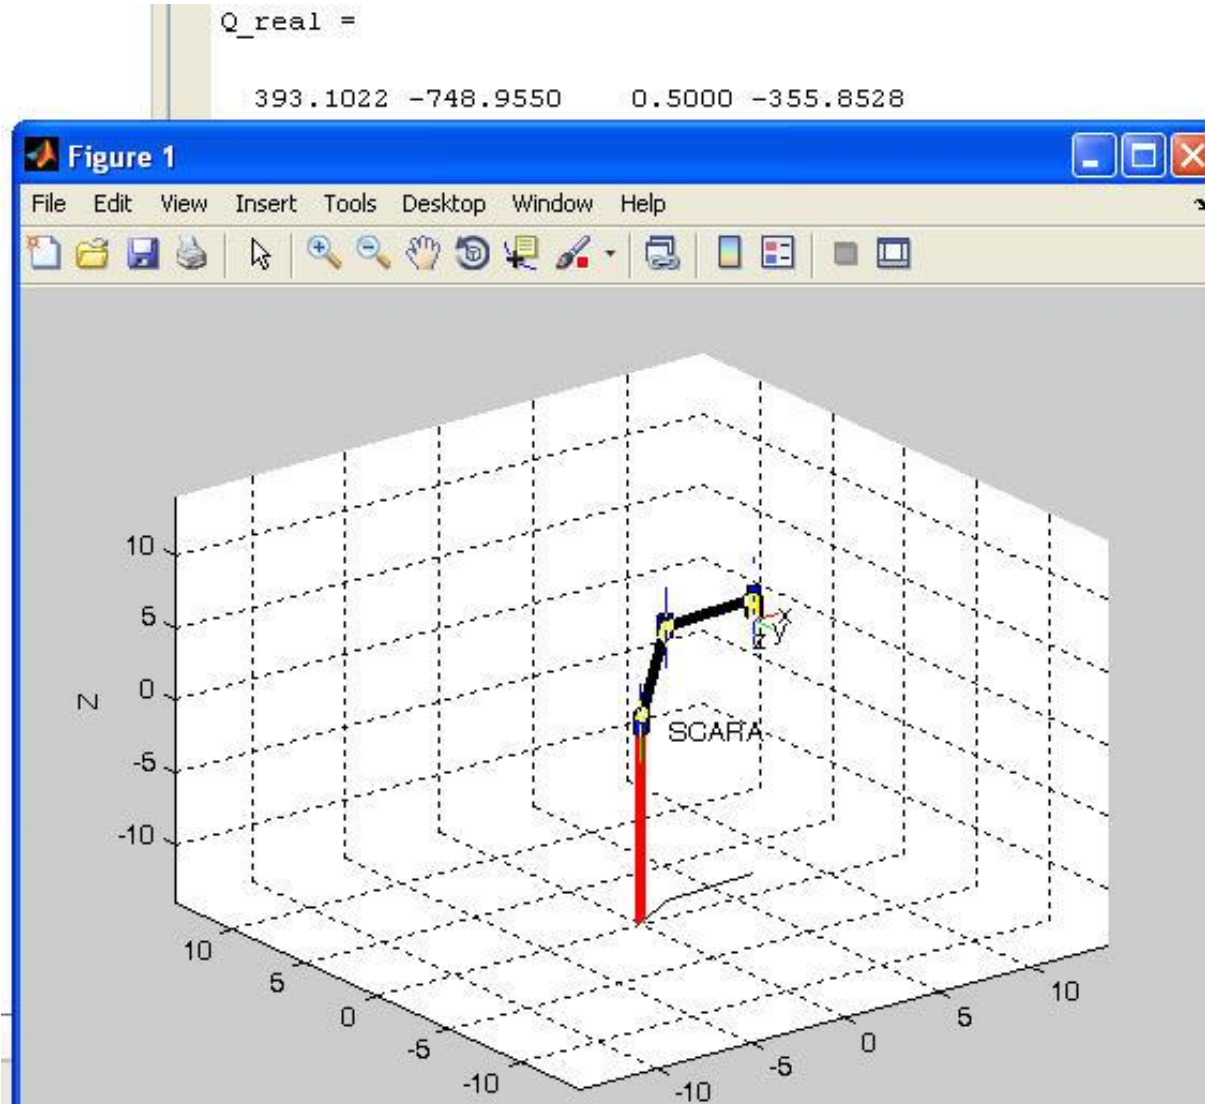 Q_real =
393.1022 -748.9550 0.5000 -355.8528
Figure 1
File Edit View Insert Tools Desktop Window Help
10
5
0
-5
-10
Z
SCARA
x
y
z
10
5
0
-5
-10
-10
-5
0
5
10